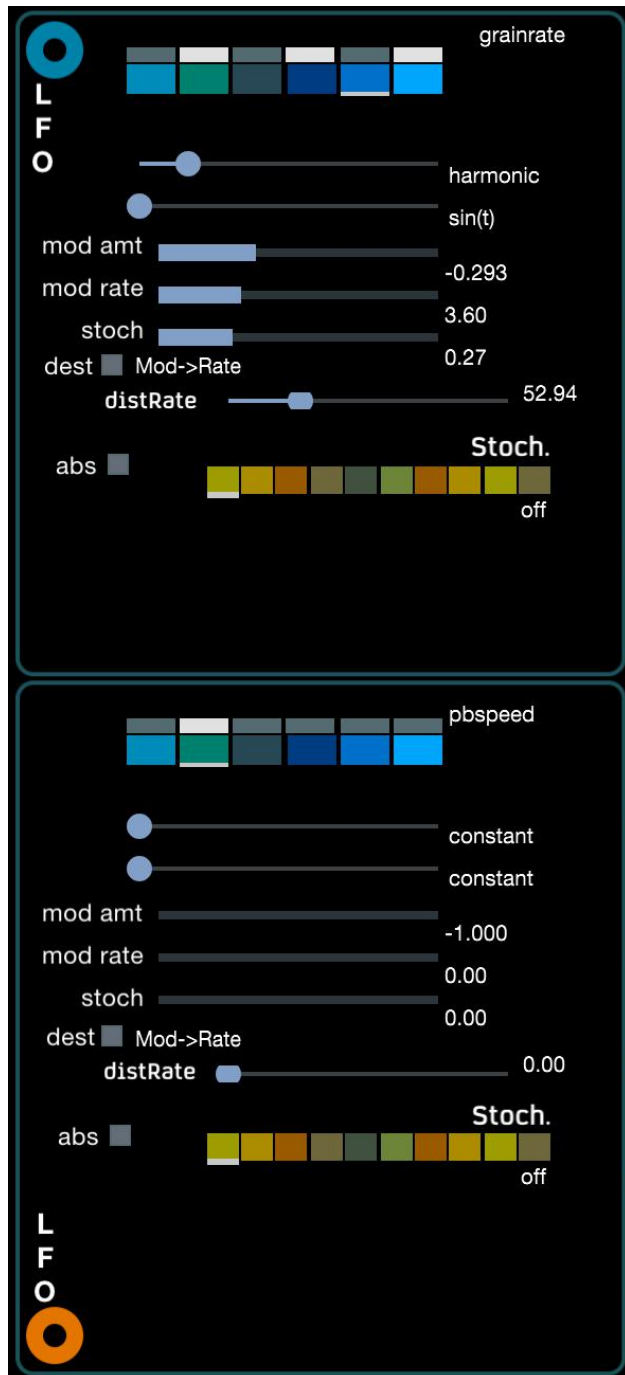 grainrate
L
F
O
harmonic
sin(t)
mod amt
-0.293
mod rate
3.60
stoch
0.27
dest Mod->Rate
distRate 52.94
Stoch.
abs
off
pbspeed
constant
constant
mod amt
-1.000
mod rate
0.00
stoch
0.00
dest Mod->Rate
distRate 0.00
Stoch.
abs
off
L
F
O